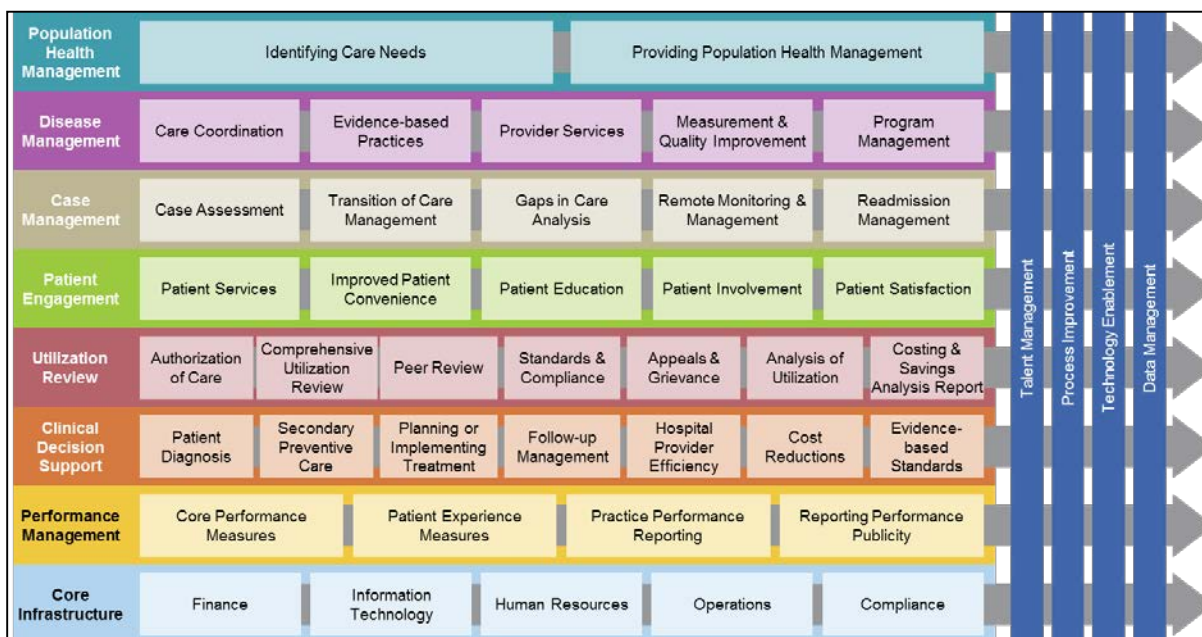 Population
Health
Management
Identifying Care Needs
Providing Population Health Management
Disease
Management
Care Coordination
Evidence-based
Practices
Provider Services
Measurement &
Quality Improvement
Program
Management
Case
Management
Case Assessment
Transition of Care
Management
Gaps in Care
Analysis
Remote Monitoring &
Management
Readmission
Management
Patient
Engagement
Patient Services
Improved Patient
Convenience
Patient Education
Patient Involvement
Patient Satisfaction
Utilization
Review
Authorization
of Care
Comprehensive
Utilization
Review
Peer Review
Standards &
Compliance
Appeals &
Grievance
Analysis of
Utilization
Costing &
Savings
Analysis Report
Clinical
Decision
Support
Patient
Diagnosis
Secondary
Preventive
Care
Planning or
Implementing
Treatment
Follow-up
Management
Hospital
Provider
Efficiency
Cost
Reductions
Evidence-
based
Standards
Performance
Management
Core Performance
Measures
Patient Experience
Measures
Practice Performance
Reporting
Reporting Performance
Publicity
Core
Infrastructure
Finance
Information
Technology
Human Resources
Operations
Compliance
Talent Management
Process Improvement
Technology Enablement
Data Management